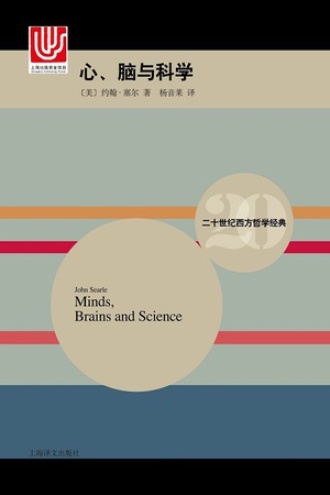 心、脑与科学
〔美〕约翰·塞尔 著 杨音莱 译
20
二十世纪西方哲学经典
John Searle
Minds,
Brains and Science
上海译文出版社